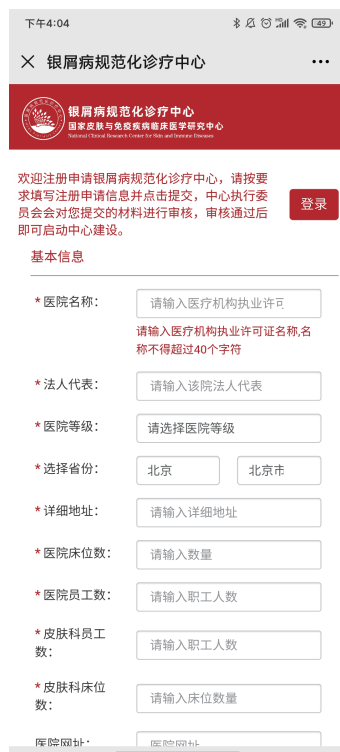 下午4:04
49
银屑病规范化诊疗中心
银屑病规范化诊疗中心
国家皮肤与免疫疾病临床医学研究中心
National Clinical Research Center for Skin and Immune Diseases
欢迎注册申请银屑病规范化诊疗中心，请按要
求填写注册申请信息并点击提交，中心执行委
员会会对您提交的材料进行审核，审核通过后
即可启动中心建设。
登录
基本信息
*医院名称：
请输入医疗机构执业许可
请输入医疗机构执业许可证名称,名
称不得超过40个字符
*法人代表：
请输入该院法人代表
*医院等级：
请选择医院等级
*选择省份：
北京
北京市
*详细地址：
请输入详细地址
*医院床位数：
请输入数量
*医院员工数：
请输入职工人数
*皮肤科员工
数：
请输入职工人数
*皮肤科床位
数：
请输入床位数量
医院网址：
医院网址